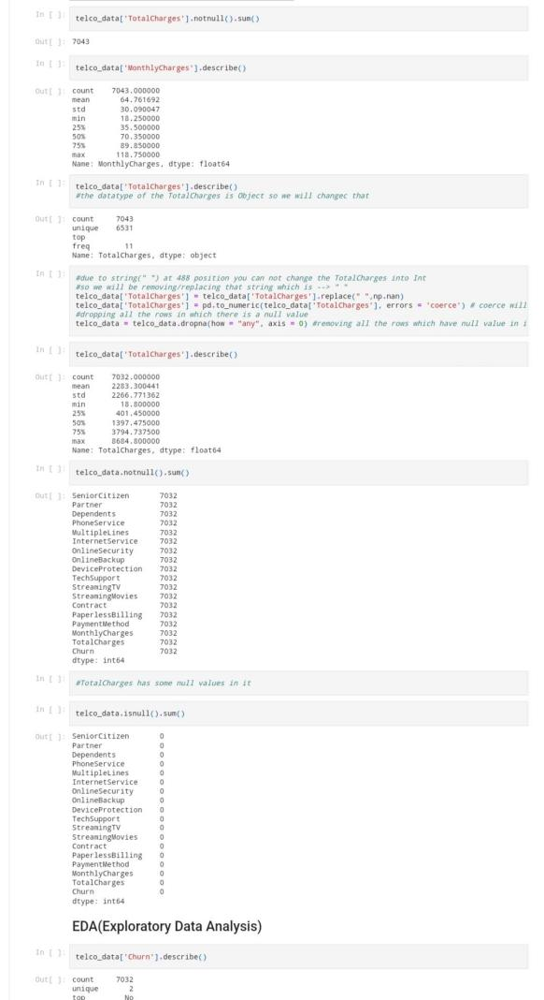 In [ ]: telco_data['TotalCharges'].notnull().sum()
Out[ ]: 7043
In [ ]: telco_data['MonthlyCharges'].describe()
Out[ ]: count 7043.000000
mean 64.761692
std 30.090047
min 18.250000
25% 35.500000
50% 70.350000
75% 89.850000
max 118.750000
Name: MonthlyCharges, dtype: float64
In [ ]: telco_data['TotalCharges'].describe()
#the datatype of the TotalCharges is Object so we will changec that
Out[ ]: count 7043
unique 6531
top
freq 11
Name: TotalCharges, dtype: object
In [ ]: #due to string(" ") at 488 position you can not change the TotalCharges into Int
#so we will be removing/replacing that string which is --> " "
telco_data['TotalCharges'] = telco_data['TotalCharges'].replace(" ",np.nan)
telco_data['TotalCharges'] = pd.to_numeric(telco_data['TotalCharges'], errors = 'coerce') # coerce will
#dropping all the rows in which there is a null value
telco_data = telco_data.dropna(how = "any", axis = 0) #removing all the rows which have null value in i
In [ ]: telco_data['TotalCharges'].describe()
Out[ ]: count 7032.000000
mean 2283.300441
std 2266.771362
min 18.800000
25% 401.450000
50% 1397.475000
75% 3794.737500
max 8684.800000
Name: TotalCharges, dtype: float64
In [ ]: telco_data.notnull().sum()
Out[ ]: SeniorCitizen 7032
Partner 7032
Dependents 7032
PhoneService 7032
MultipleLines 7032
InternetService 7032
OnlineSecurity 7032
OnlineBackup 7032
DeviceProtection 7032
TechSupport 7032
StreamingTV 7032
StreamingMovies 7032
Contract 7032
PaperlessBilling 7032
PaymentMethod 7032
MonthlyCharges 7032
TotalCharges 7032
Churn 7032
dtype: int64
In [ ]: #TotalCharges has some null values in it
In [ ]: telco_data.isnull().sum()
Out[ ]: SeniorCitizen 0
Partner 0
Dependents 0
PhoneService 0
MultipleLines 0
InternetService 0
OnlineSecurity 0
OnlineBackup 0
DeviceProtection 0
TechSupport 0
StreamingTV 0
StreamingMovies 0
Contract 0
PaperlessBilling 0
PaymentMethod 0
MonthlyCharges 0
TotalCharges 0
Churn 0
dtype: int64
EDA(Exploratory Data Analysis)
In [ ]: telco_data['Churn'].describe()
Out[ ]: count 7032
unique 2
top No